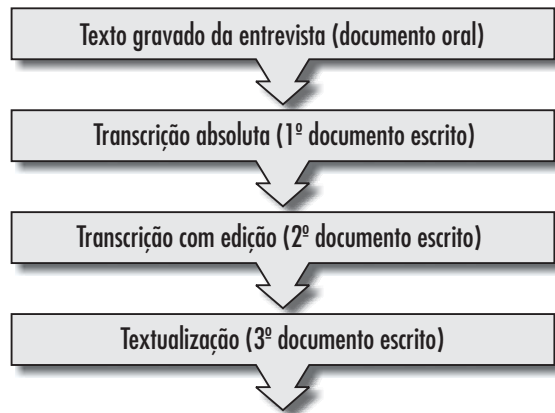 Texto gravado da entrevista (documento oral)
Transcrição absoluta (1º documento escrito)
Transcrição com edição (2º documento escrito)
Textualização (3º documento escrito)